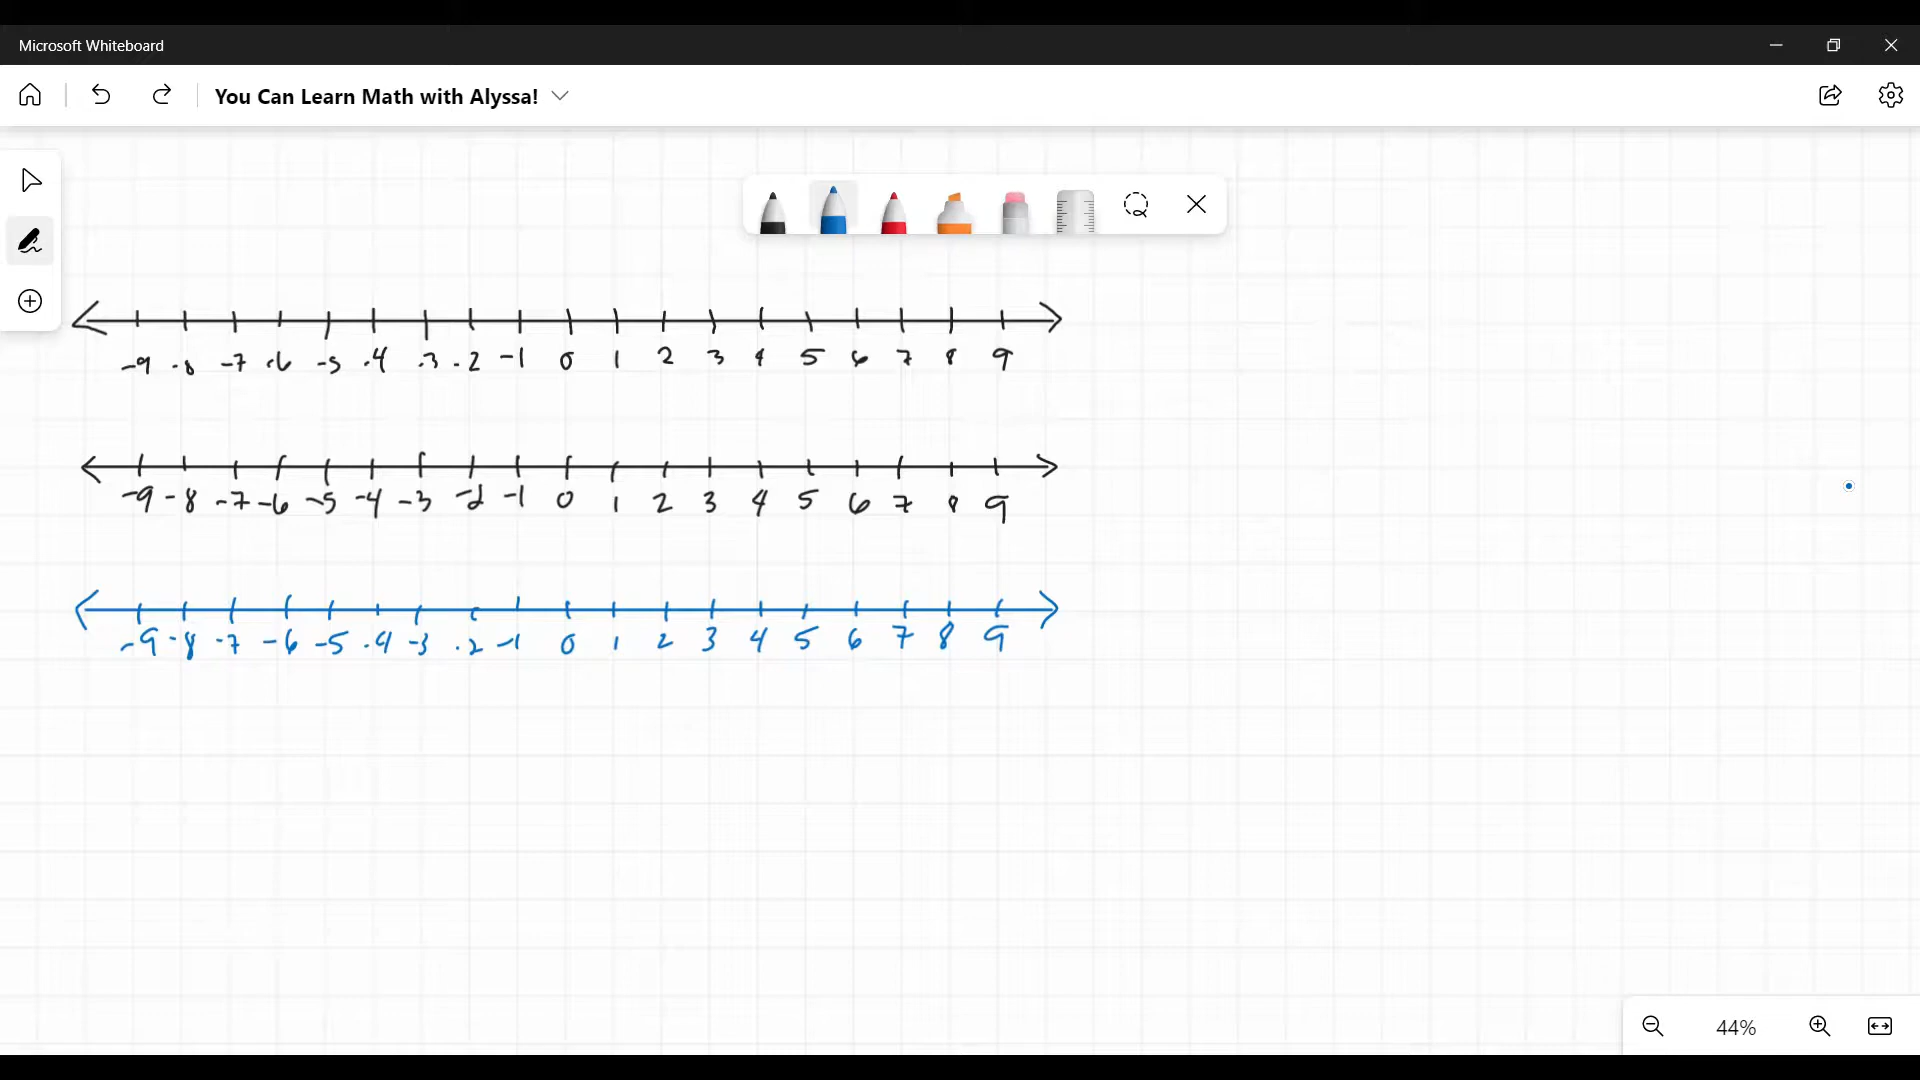 Microsoft Whiteboard
You Can Learn Math with Alyssa!
-9 -8 -7 -6 -5 -4 -3 -2 -1 0 1 2 3 4 5 6 7 8 9
-9 -8 -7 -6 -5 -4 -3 -2 -1 0 1 2 3 4 5 6 7 8 9
-9 -8 -7 -6 -5 -4 -3 -2 -1 0 1 2 3 4 5 6 7 8 9
44%